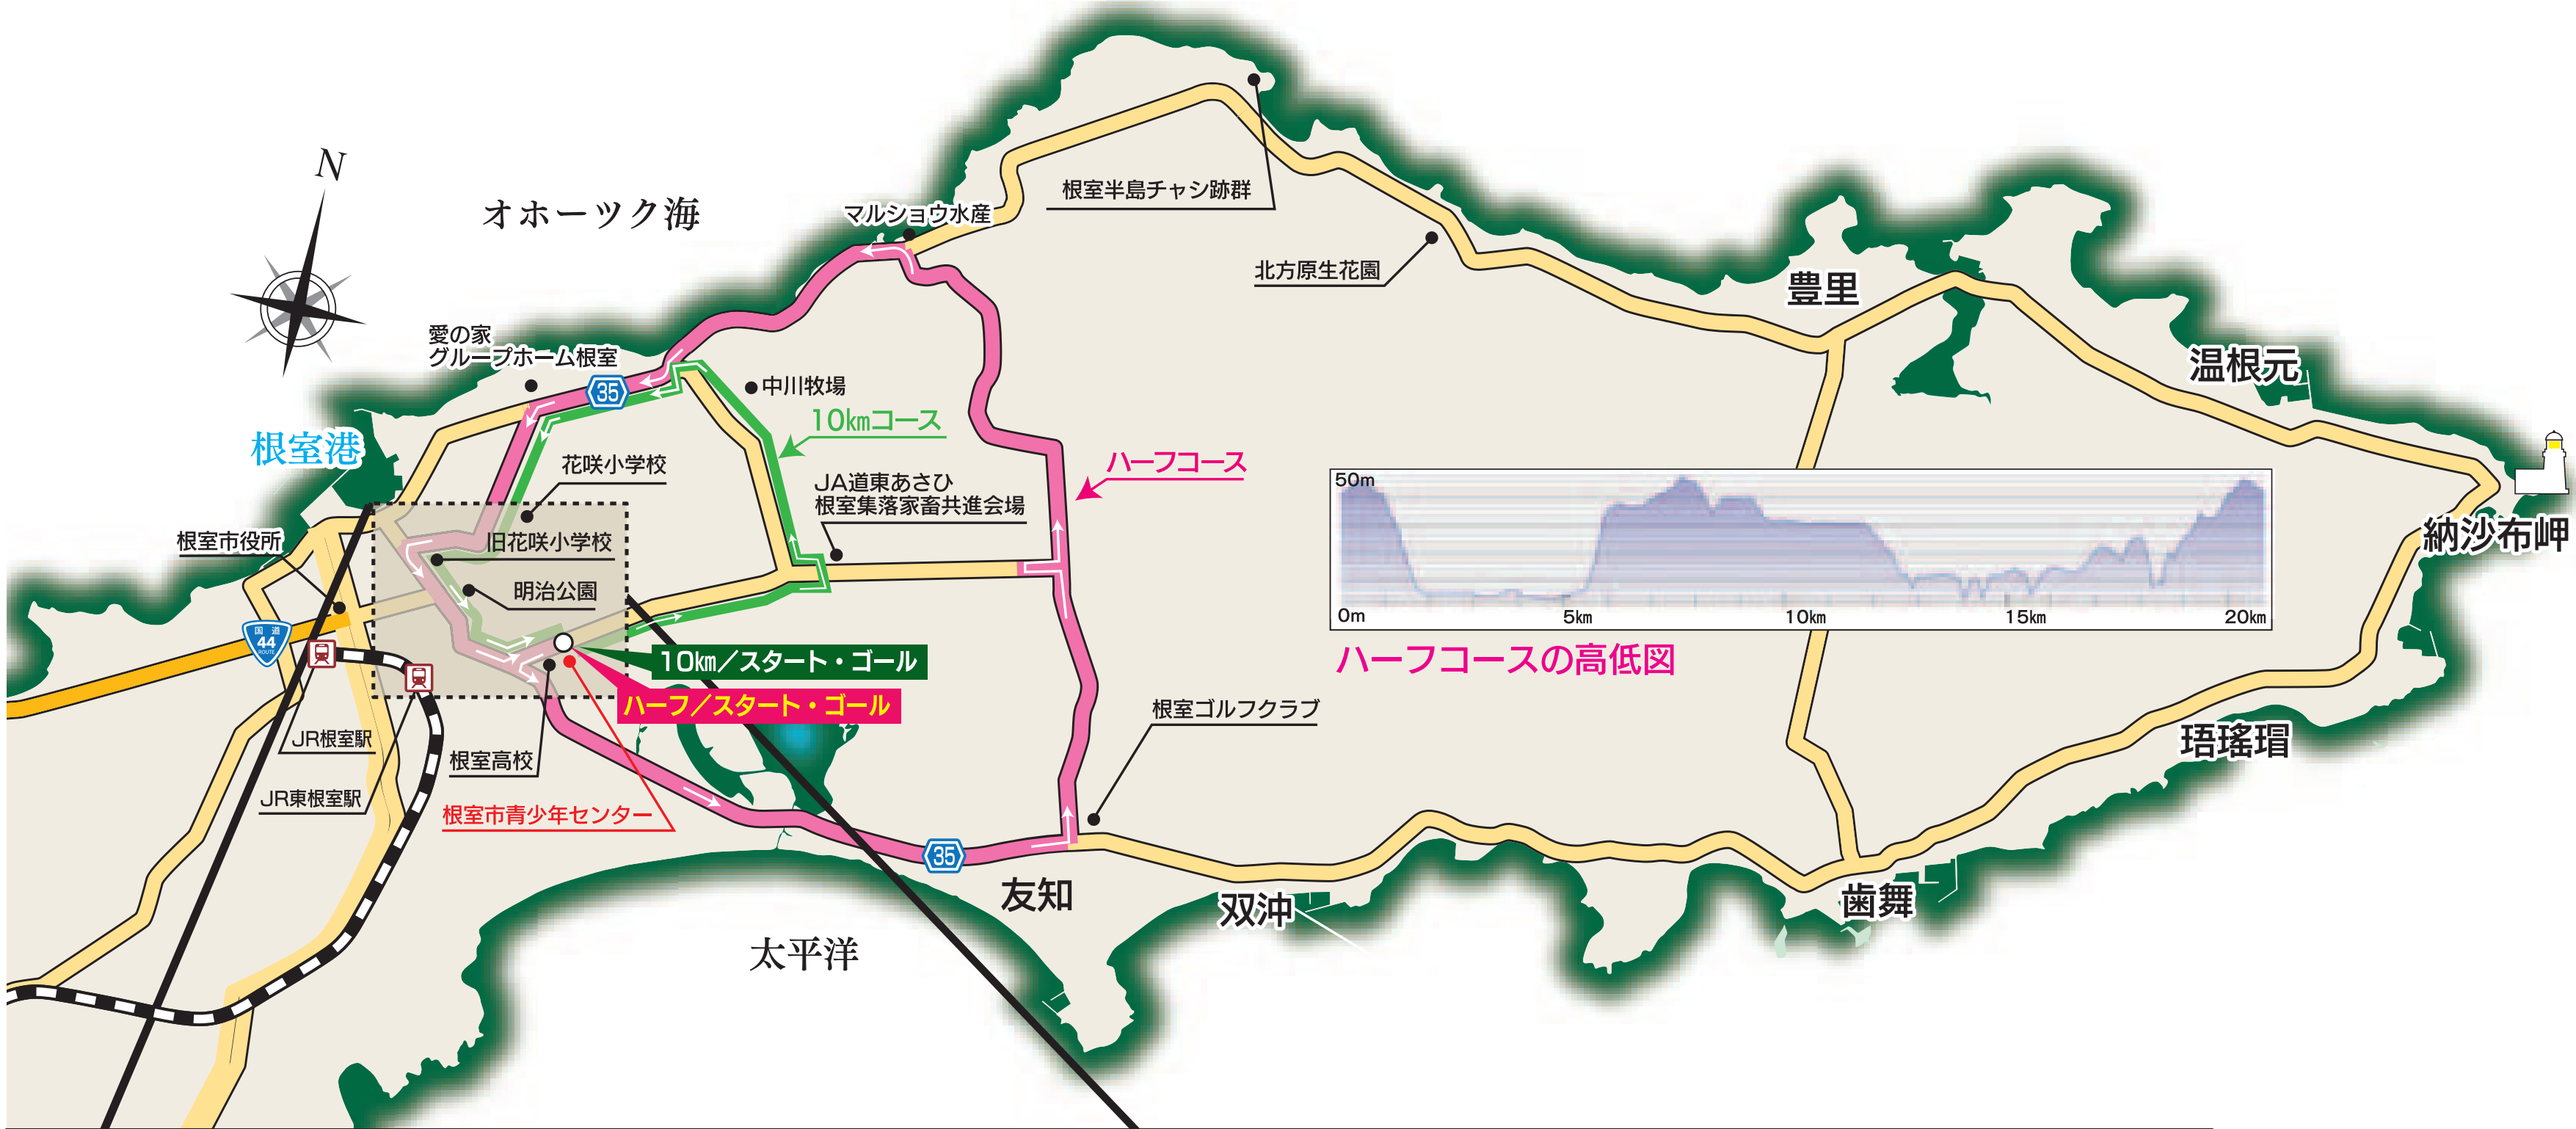 N
オホーツク海
マルショウ水産
根室半島チャシ跡群
北方原生花園
豊里
温根元
愛の家
グループホーム根室
35
中川牧場
10kmコース
根室港
花咲小学校
JA道東あさひ
根室集落家畜共進会場
ハーフコース
50m
0m
5km
10km
15km
20km
ハーフコースの高低図
納沙布岬
根室市役所
旧花咲小学校
明治公園
国道
44
ROUTE
10km／スタート・ゴール
ハーフ／スタート・ゴール
JR根室駅
根室高校
JR東根室駅
根室市青少年センター
根室ゴルフクラブ
珸瑤瑁
35
友知
双沖
歯舞
太平洋